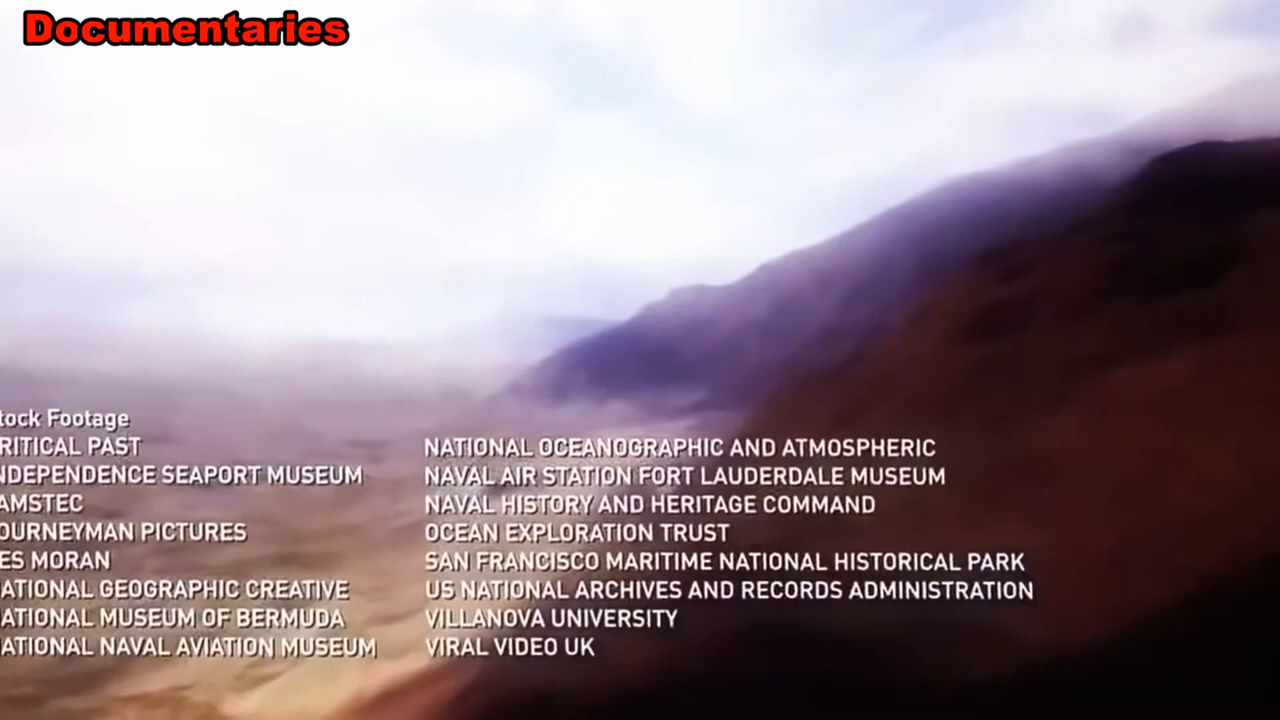 Documentaries
tock Footage
RITICAL PAST
NDEPENDENCE SEAPORT MUSEUM
AMSTEC
OURNEYMAN PICTURES
ES MORAN
ATIONAL GEOGRAPHIC CREATIVE
ATIONAL MUSEUM OF BERMUDA
ATIONAL NAVAL AVIATION MUSEUM
NATIONAL OCEANOGRAPHIC AND ATMOSPHERIC
NAVAL AIR STATION FORT LAUDERDALE MUSEUM
NAVAL HISTORY AND HERITAGE COMMAND
OCEAN EXPLORATION TRUST
SAN FRANCISCO MARITIME NATIONAL HISTORICAL PARK
US NATIONAL ARCHIVES AND RECORDS ADMINISTRATION
VILLANOVA UNIVERSITY
VIRAL VIDEO UK